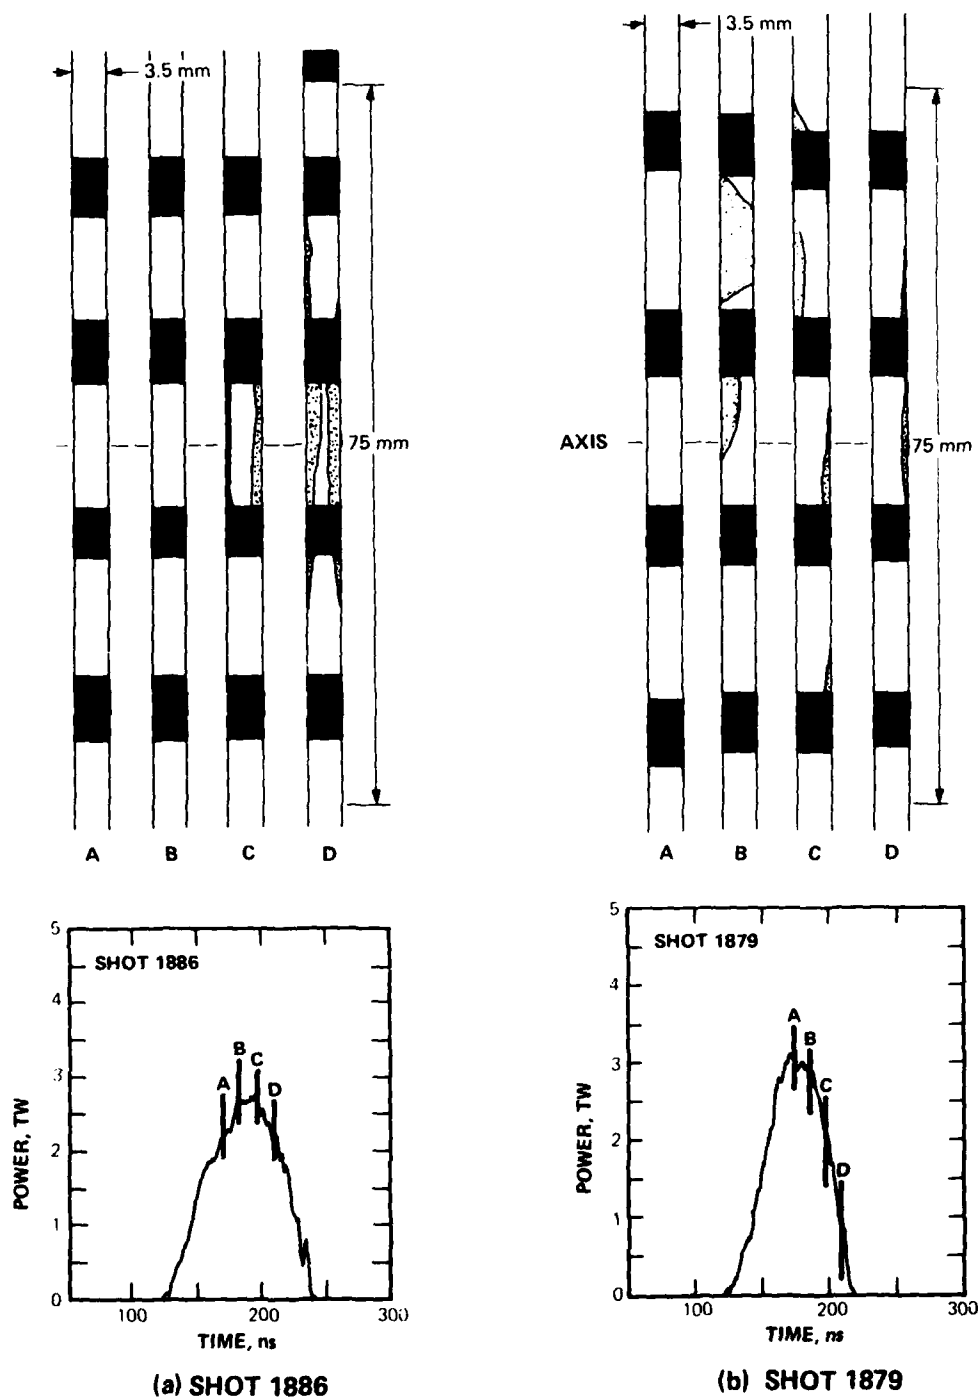 3.5 mm
75 mm
A B C D
3.5 mm
AXIS
75 mm
A B C D
5
4
3
2
1
0
POWER, TW
SHOT 1886
A
B
C
D
100 200 300
TIME, ns
(a) SHOT 1886
5
4
3
2
1
0
POWER, TW
SHOT 1879
A
B
C
D
100 200 300
TIME, ns
(b) SHOT 1879